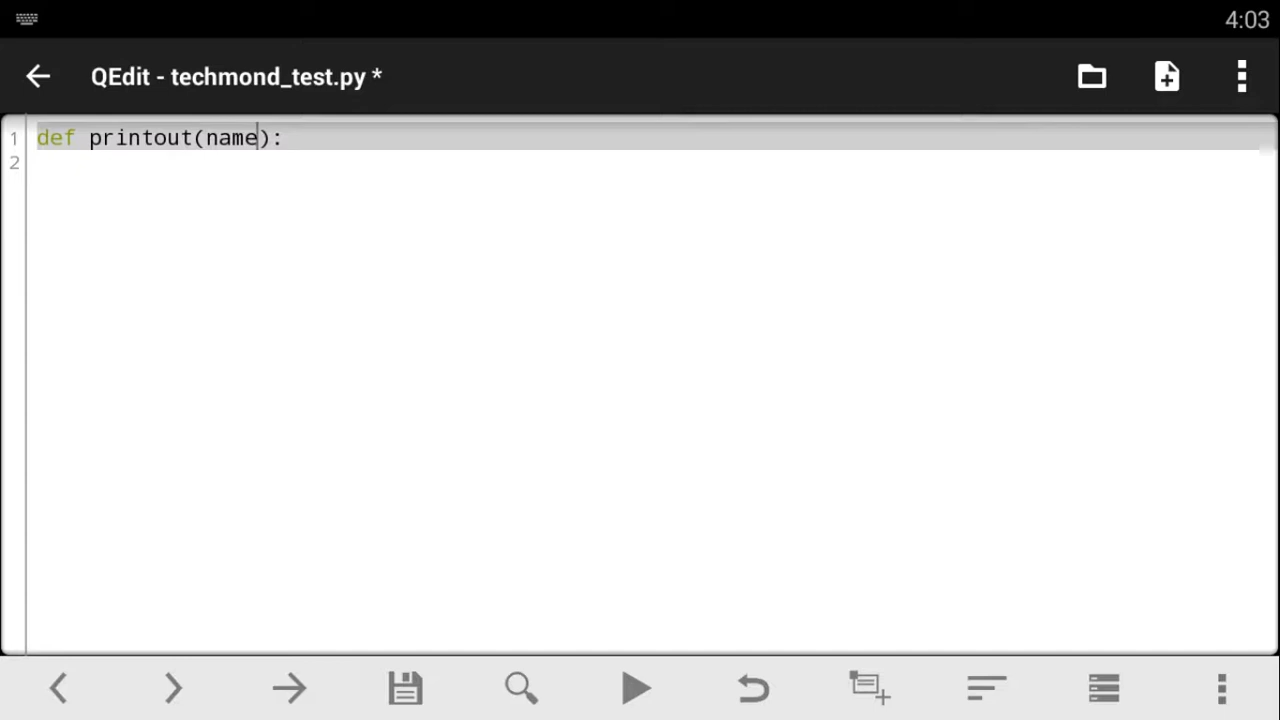 4:03
QEdit - techmond_test.py *
1 def printout(name):
2